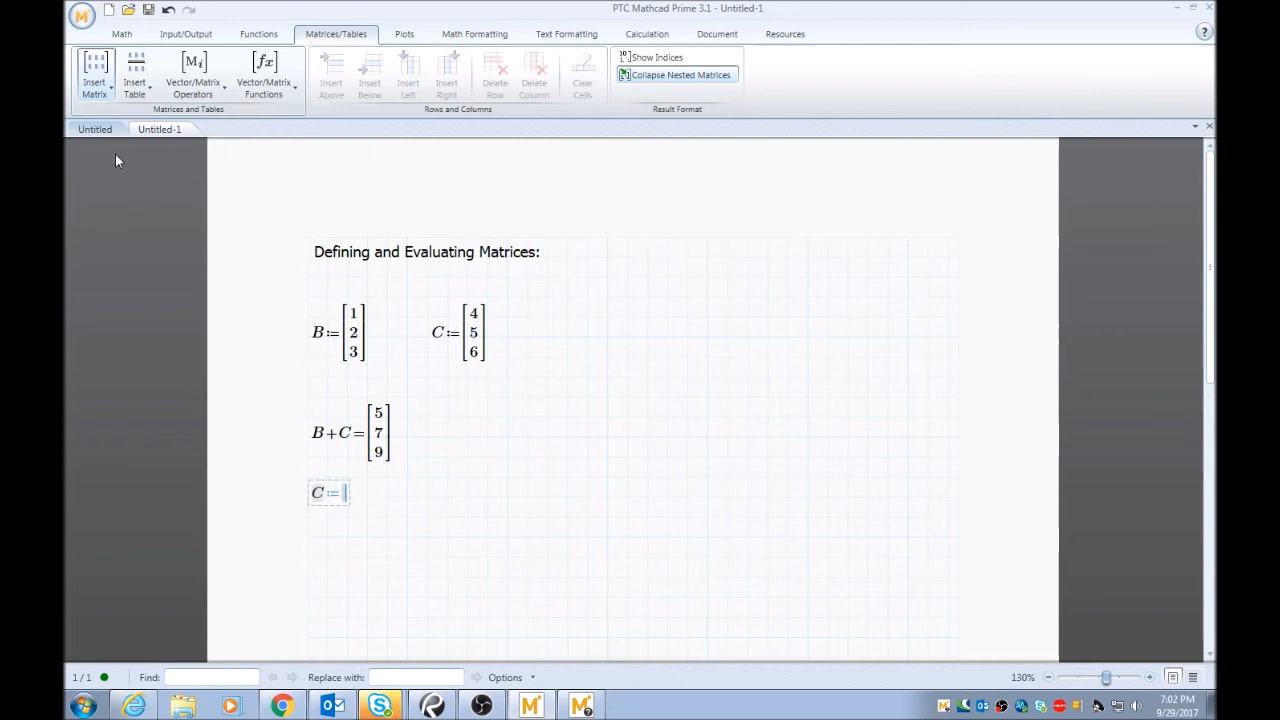 PTC Mathcad Prime 3.1 - Untitled-1
Math Input/Output Functions Matrices/Tables Plots Math Formatting Text Formatting Calculation Document Resources
Insert Matrix Insert Table Vector/Matrix Operators Vector/Matrix Functions Insert Above Insert Below Insert Left Insert Right Delete Row Delete Column Clear Cells Show Indices
Collapse Nested Matrices
Matrices and Tables Rows and Columns Result Format
Untitled Untitled-1
Defining and Evaluating Matrices:
B:=[1 2 3] C:=[4 5 6]
B+C=[5 7 9]
C:=
1 / 1 Find: Replace with: Options 130%
7:02 PM
9/29/2017